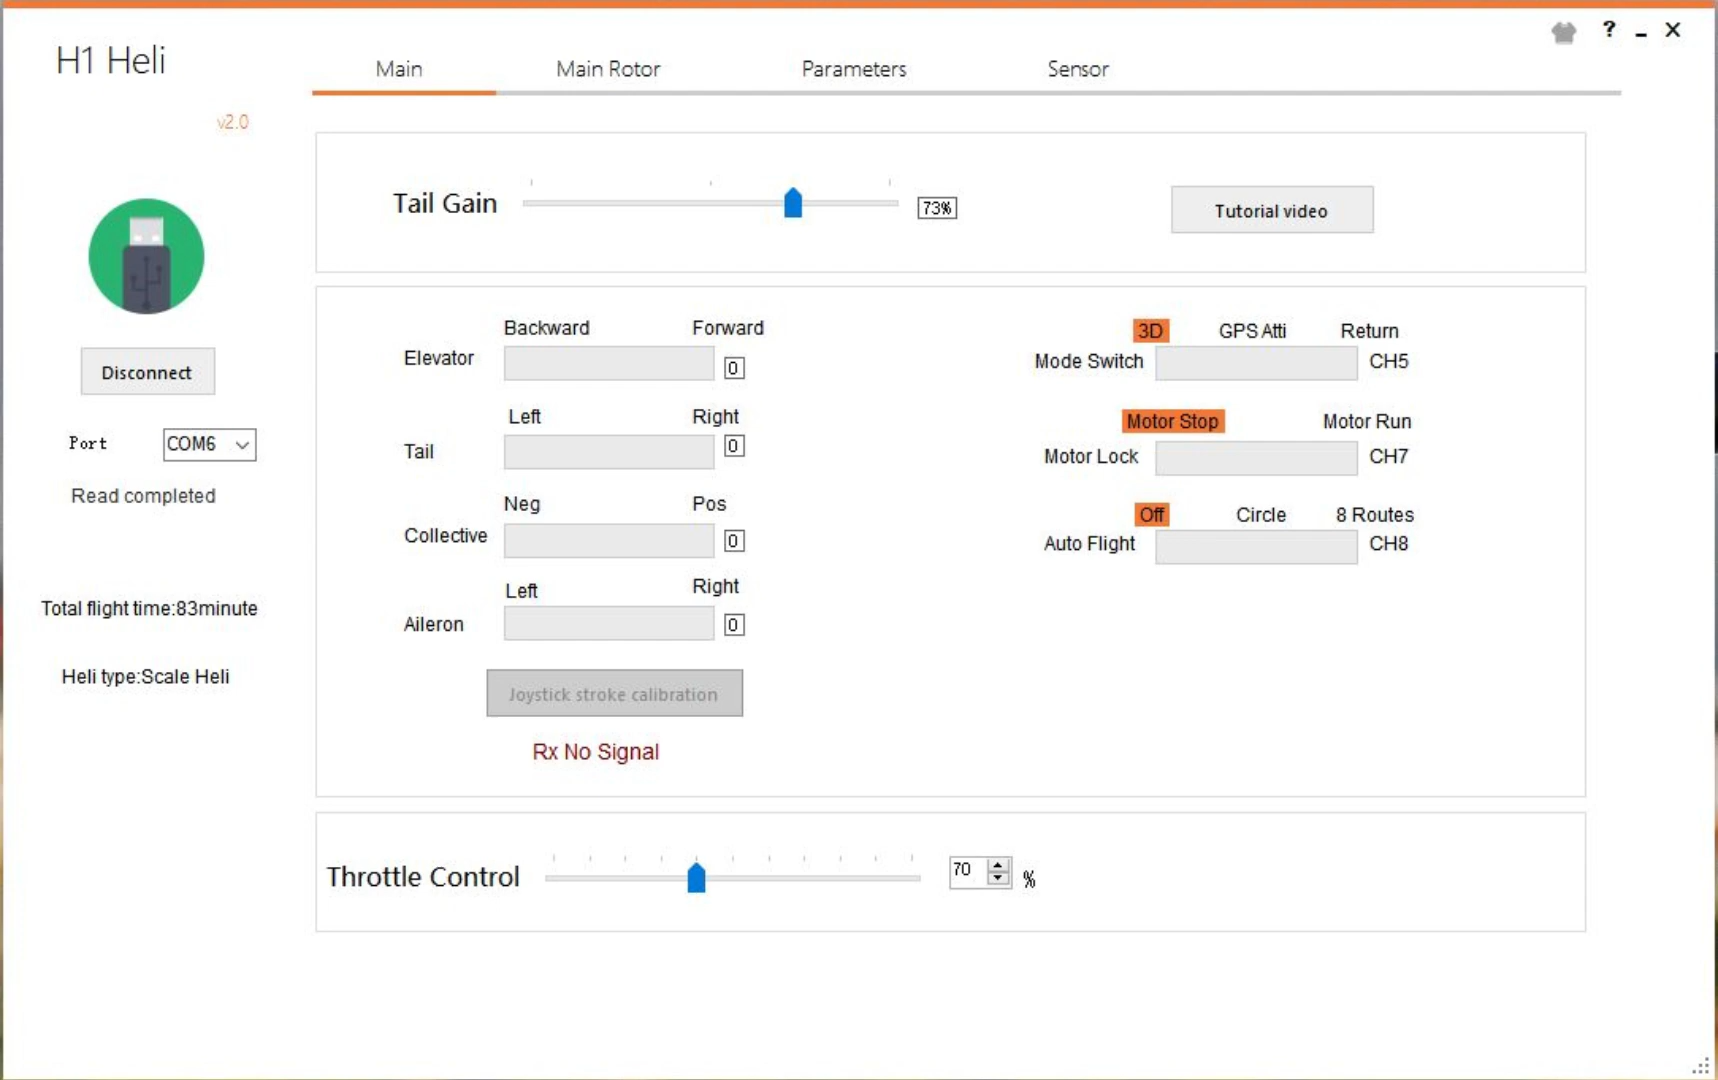 H1 Heli
v2.0
? - X
Main Main Rotor Parameters Sensor
Disconnect
Port COM6
Read completed
Total flight time:83minute
Heli type:Scale Heli
Tail Gain 73% Tutorial video
Backward Forward
Elevator 0
Left Right
Tail 0
Neg Pos
Collective 0
Left Right
Aileron 0
Joystick stroke calibration
Rx No Signal
3D GPS Atti Return
Mode Switch CH5
Motor Stop Motor Run
Motor Lock CH7
Off Circle 8 Routes
Auto Flight CH8
Throttle Control 70 %